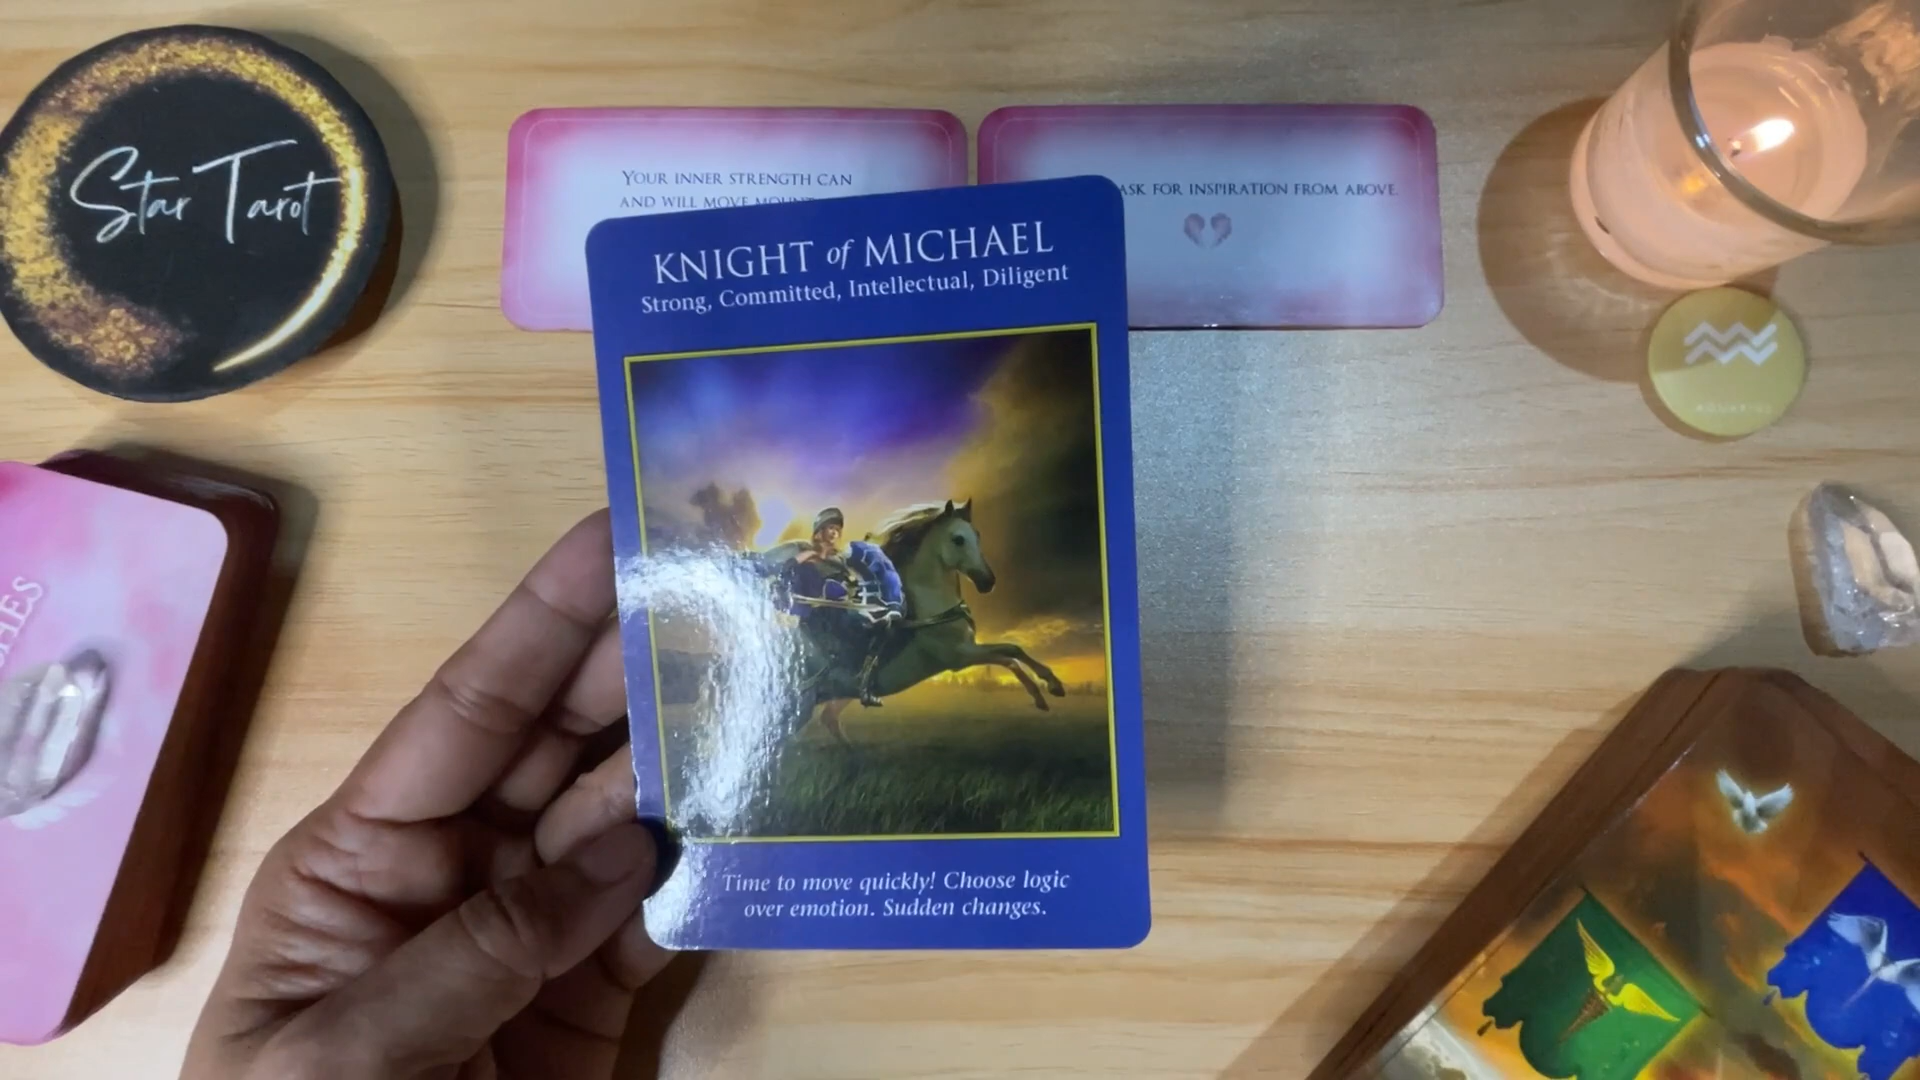 Star Tarot
YOUR INNER STRENGTH CAN
AND WILL MOVE
ASK FOR INSPIRATION FROM ABOVE.
KNIGHT of MICHAEL
Strong, Committed, Intellectual, Diligent
Time to move quickly! Choose logic
over emotion. Sudden changes.
AQUARIUS